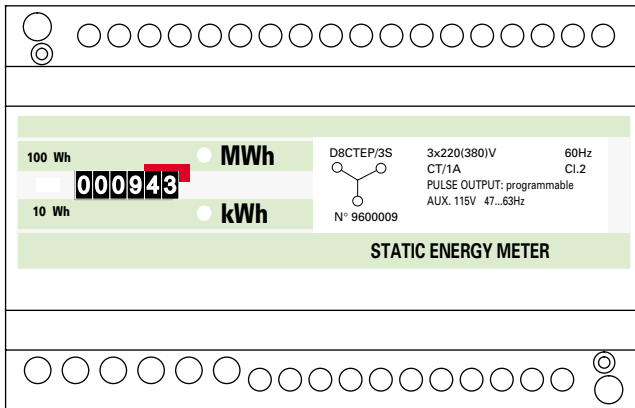 100 Wh
MWh
000943
10 Wh
kWh
D8CTEP/3S
N° 9600009
3x220(380)V 60Hz
CT/1A Cl.2
PULSE OUTPUT: programmable
AUX. 115V 47...63Hz
STATIC ENERGY METER